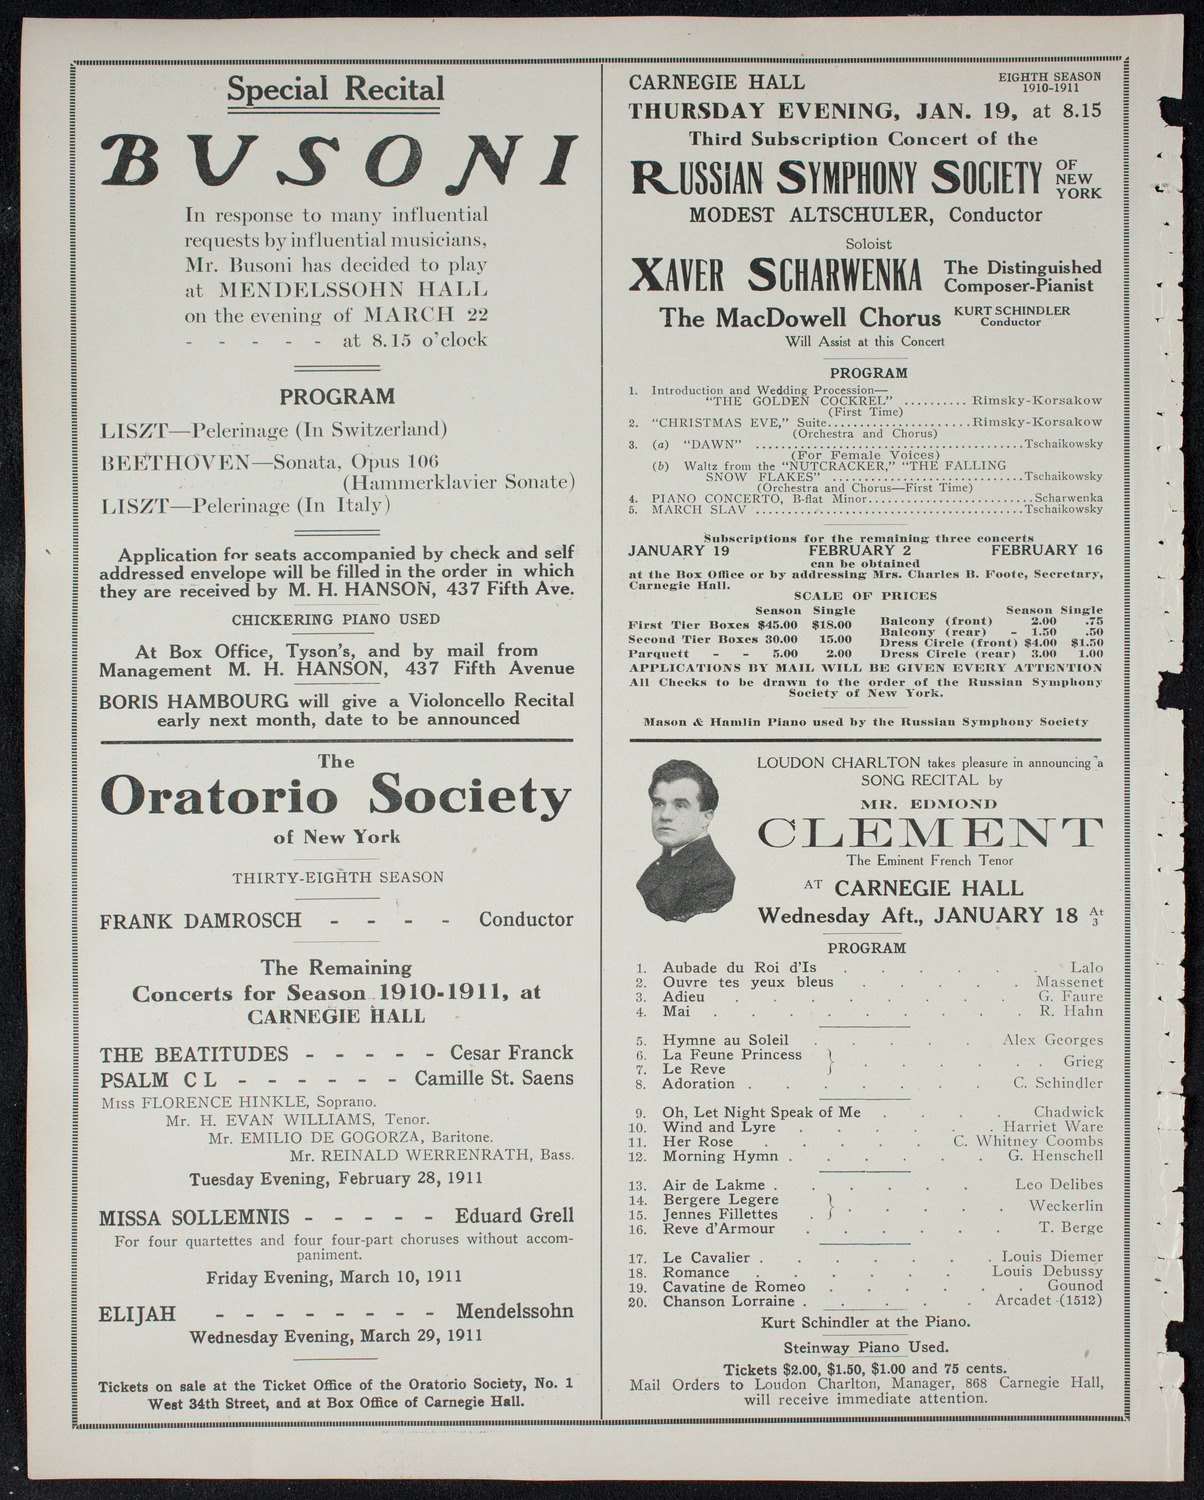 Special Recital
BUSONI
In response to many influential
requests by influential musicians,
Mr. Busoni has decided to play
at MENDELSSOHN HALL
on the evening of MARCH 22
- - - - - at 8.15 o'clock
PROGRAM
LISZT—Pelerinage (In Switzerland)
BEETHOVEN—Sonata, Opus 106
(Hammerklavier Sonate)
LISZT—Pelerinage (In Italy)
Application for seats accompanied by check and self
addressed envelope will be filled in the order in which
they are received by M. H. HANSON, 437 Fifth Ave.
CHICKERING PIANO USED
At Box Office, Tyson's, and by mail from
Management M. H. HANSON, 437 Fifth Avenue
BORIS HAMBOURG will give a Violoncello Recital
early next month, date to be announced
The
Oratorio Society
of New York
THIRTY-EIGHTH SEASON
FRANK DAMROSCH - - - - Conductor
The Remaining
Concerts for Season 1910-1911, at
CARNEGIE HALL
THE BEATITUDES - - - - - Cesar Franck
PSALM C L - - - - - - Camille St. Saens
Miss FLORENCE HINKLE, Soprano.
Mr. H. EVAN WILLIAMS, Tenor.
Mr. EMILIO DE GOGORZA, Baritone.
Mr. REINALD WERRENRATH, Bass.
Tuesday Evening, February 28, 1911
MISSA SOLLEMNIS - - - - - Eduard Grell
For four quartettes and four four-part choruses without accom-
paniment.
Friday Evening, March 10, 1911
ELIJAH - - - - - - - - Mendelssohn
Wednesday Evening, March 29, 1911
Tickets on sale at the Ticket Office of the Oratorio Society, No. 1
West 34th Street, and at Box Office of Carnegie Hall.
CARNEGIE HALL EIGHTH SEASON
1910-1911
THURSDAY EVENING, JAN. 19, at 8.15
Third Subscription Concert of the
RUSSIAN SYMPHONY SOCIETY OF NEW YORK
MODEST ALTSCHULER, Conductor
Soloist
XAVER SCHARWENKA The Distinguished
Composer-Pianist
The MacDowell Chorus KURT SCHINDLER
Conductor
Will Assist at this Concert
PROGRAM
1. Introduction and Wedding Procession—
"THE GOLDEN COCKREL" .......... Rimsky-Korsakow
(First Time)
2. "CHRISTMAS EVE," Suite......................Rimsky-Korsakow
(Orchestra and Chorus)
3. (a) "DAWN" ..........................................Tschaikowsky
(For Female Voices)
(b) Waltz from the "NUTCRACKER," "THE FALLING
SNOW FLAKES" ..............................Tschaikowsky
(Orchestra and Chorus—First Time)
4. PIANO CONCERTO, B-flat Minor..........................Scharwenka
5. MARCH SLAV ..........................................Tschaikowsky
Subscriptions for the remaining three concerts
JANUARY 19 FEBRUARY 2 FEBRUARY 16
can be obtained
at the Box Office or by addressing Mrs. Charles B. Foote, Secretary,
Carnegie Hall.
SCALE OF PRICES
Season Single
First Tier Boxes $45.00 $18.00
Second Tier Boxes 30.00 15.00
Parquett - - 5.00 2.00
Season Single
Balcony (front) 2.00 .75
Balcony (rear) - 1.50 .50
Dress Circle (front) $4.00 $1.50
Dress Circle (rear) 3.00 1.00
APPLICATIONS BY MAIL WILL BE GIVEN EVERY ATTENTION
All Checks to be drawn to the order of the Russian Symphony
Society of New York.
Mason & Hamlin Piano used by the Russian Symphony Society
LOUDON CHARLTON takes pleasure in announcing a
SONG RECITAL by
MR. EDMOND
CLEMENT
The Eminent French Tenor
AT CARNEGIE HALL
Wednesday Aft., JANUARY 18 At 3
PROGRAM
1. Aubade du Roi d'Is . . . . . . Lalo
2. Ouvre tes yeux bleus . . . . . Massenet
3. Adieu . . . . . . . . G. Faure
4. Mai . . . . . . . . . R. Hahn
5. Hymne au Soleil . . . . . Alex Georges
6. La Feune Princess
7. Le Reve } . . . . . . Grieg
8. Adoration . . . . . . . C. Schindler
9. Oh, Let Night Speak of Me . . . . Chadwick
10. Wind and Lyre . . . . . . Harriet Ware
11. Her Rose . . . . . C. Whitney Coombs
12. Morning Hymn . . . . . . G. Henschell
13. Air de Lakme . . . . . . Leo Delibes
14. Bergere Legere
15. Jennes Fillettes . } . . . . . Weckerlin
16. Reve d'Armour . . . . . . T. Berge
17. Le Cavalier . . . . . . . Louis Diemer
18. Romance . . . . . . Louis Debussy
19. Cavatine de Romeo . . . . . . Gounod
20. Chanson Lorraine . . . . . Arcadet (1512)
Kurt Schindler at the Piano.
Steinway Piano Used.
Tickets $2.00, $1.50, $1.00 and 75 cents.
Mail Orders to Loudon Charlton, Manager, 868 Carnegie Hall,
will receive immediate attention.